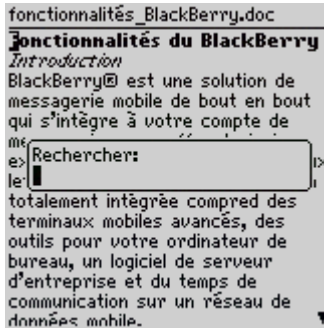 fonctionnalités_BlackBerry.doc
Fonctionnalités du BlackBerry
Introduction
BlackBerry® est une solution de
messagerie mobile de bout en bout
qui s'intègre à votre compte de
Rechercher:
totalement intégrée compred des
terminaux mobiles avancés, des
outils pour votre ordinateur de
bureau, un logiciel de serveur
d'entreprise et du temps de
communication sur un réseau de
données mobile.